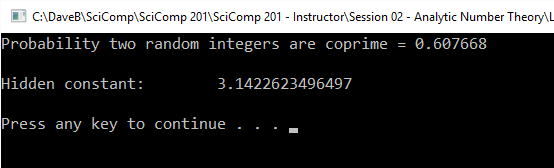 C:\DaveB\SciComp\SciComp 201\SciComp 201 - Instructor\Session 02 - Analytic Number Theory\L
Probability two random integers are coprime = 0.607668
Hidden constant:        3.1422623496497
Press any key to continue . . .